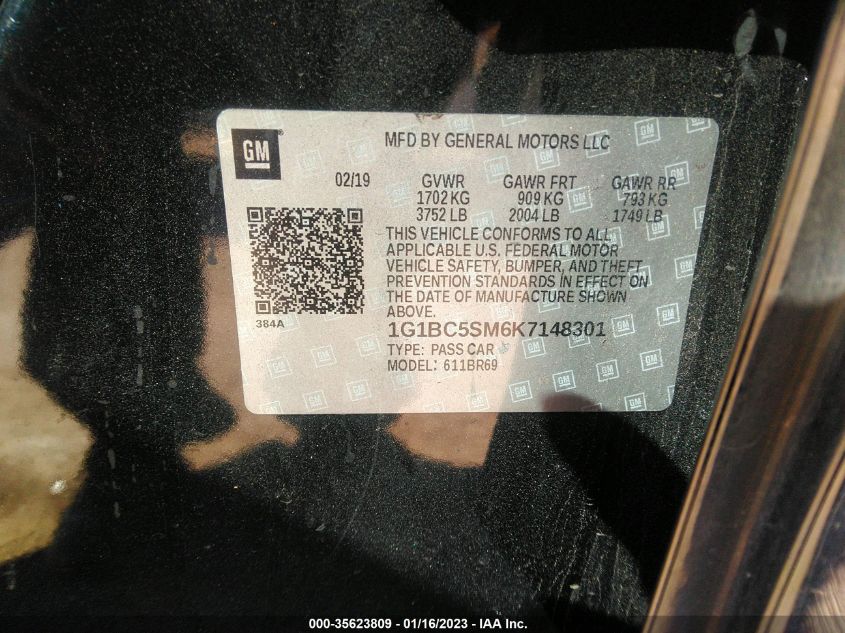 GM
MFD BY GENERAL MOTORS LLC
02/19 GVWR GAWR FRT GAWR RR
1702 KG 909 KG 793 KG
3752 LB 2004 LB 1749 LB
THIS VEHICLE CONFORMS TO ALL
APPLICABLE U.S. FEDERAL MOTOR
VEHICLE SAFETY, BUMPER, AND THEFT
PREVENTION STANDARDS IN EFFECT ON
THE DATE OF MANUFACTURE SHOWN
ABOVE.
384A
1G1BC5SM6K7148301
TYPE: PASS CAR
MODEL: 611BR69
000-35623809 - 01/16/2023 - IAA Inc.